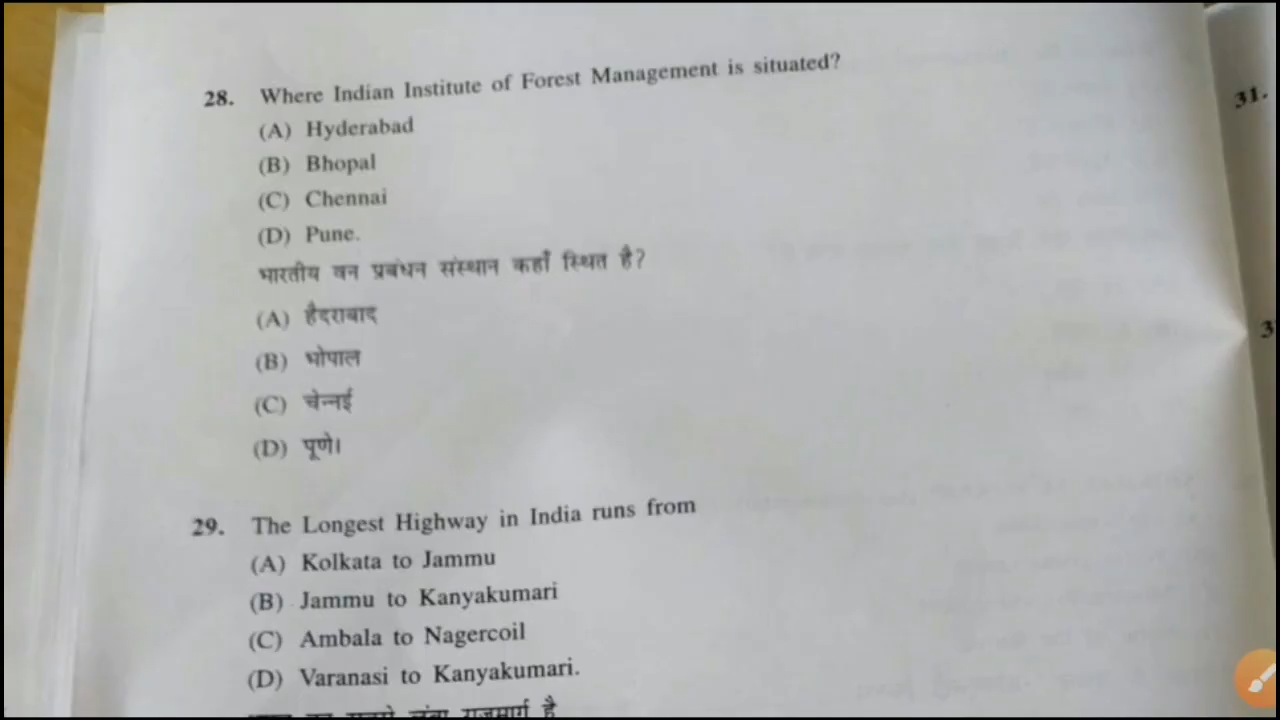 28. Where Indian Institute of Forest Management is situated?
(A) Hyderabad
(B) Bhopal
(C) Chennai
(D) Pune.
भारतीय वन प्रबंधन संस्थान कहाँ स्थित है?
(A) हैदराबाद
(B) भोपाल
(C) चेन्नई
(D) पूणे।
29. The Longest Highway in India runs from
(A) Kolkata to Jammu
(B) Jammu to Kanyakumari
(C) Ambala to Nagercoil
(D) Varanasi to Kanyakumari.
राजमार्ग है
31.
3